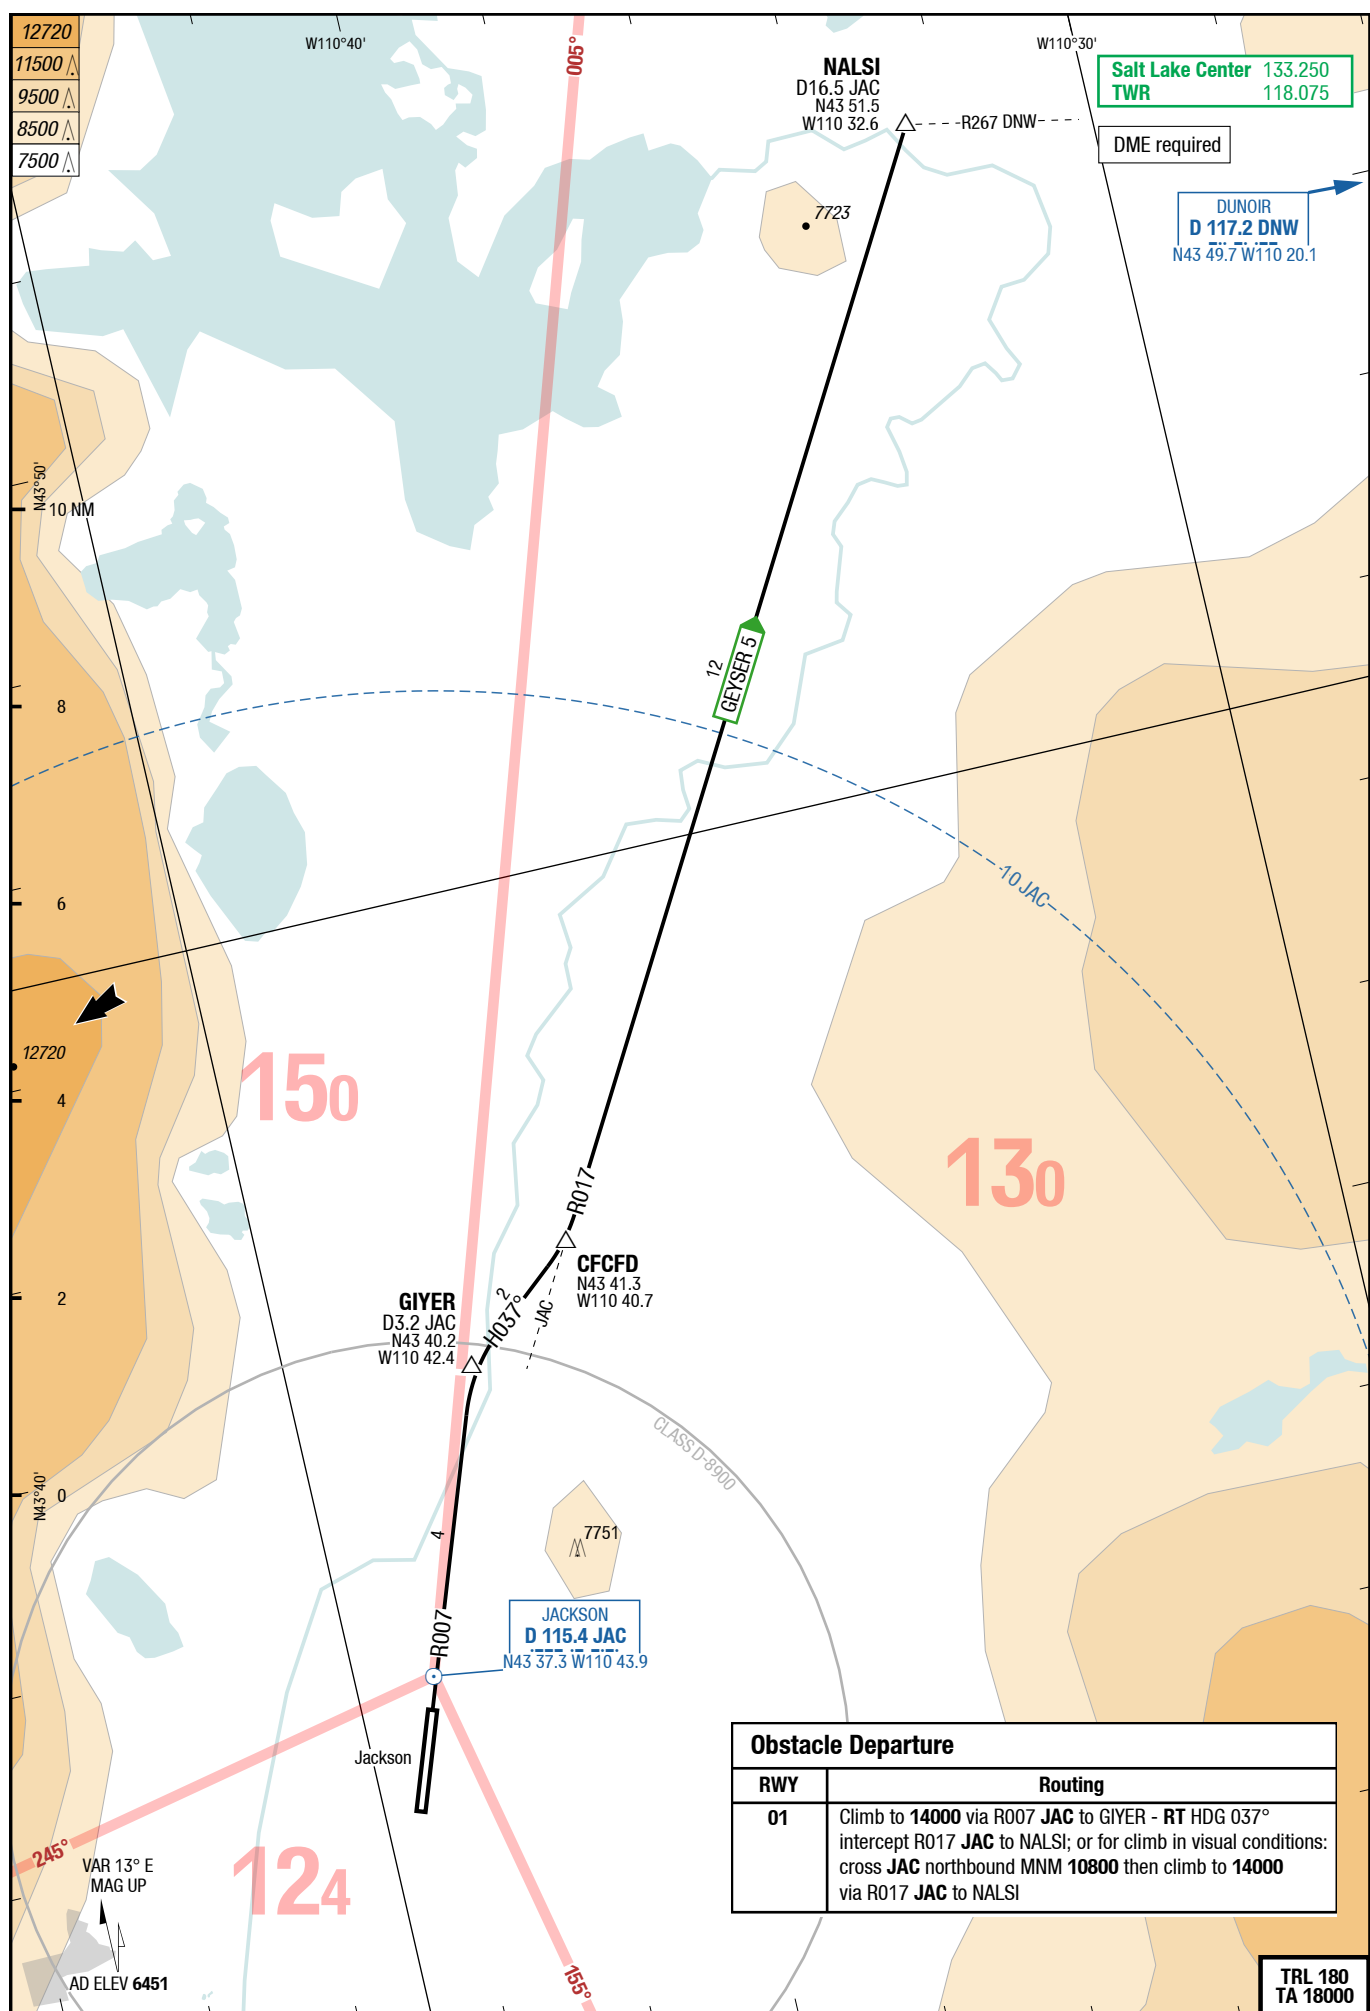 12720
11500
9500
8500
7500
W110°40'
005°
W110°30'
NALSI
D16.5 JAC
N43 51.5
W110 32.6
R267 DNW
Salt Lake Center 133.250
TWR 118.075
DME required
DUNOIR
D 117.2 DNW
N43 49.7 W110 20.1
7723
N43°50'
10 NM
12
GEYSER 5
8
10 JAC
6
12720
4
150
130
R017
CFCFD
N43 41.3
W110 40.7
2
GIYER
D3.2 JAC
N43 40.2
W110 42.4
2
H037°
JAC
CLASS D-8900
N43°40'
0
4
7751
R007
JACKSON
D 115.4 JAC
N43 37.3 W110 43.9
Jackson
245°
VAR 13° E
MAG UP
124
155°
AD ELEV 6451
Obstacle Departure
RWY Routing
01 Climb to 14000 via R007 JAC to GIYER - RT HDG 037°
intercept R017 JAC to NALSI; or for climb in visual conditions:
cross JAC northbound MNM 10800 then climb to 14000
via R017 JAC to NALSI
TRL 180
TA 18000